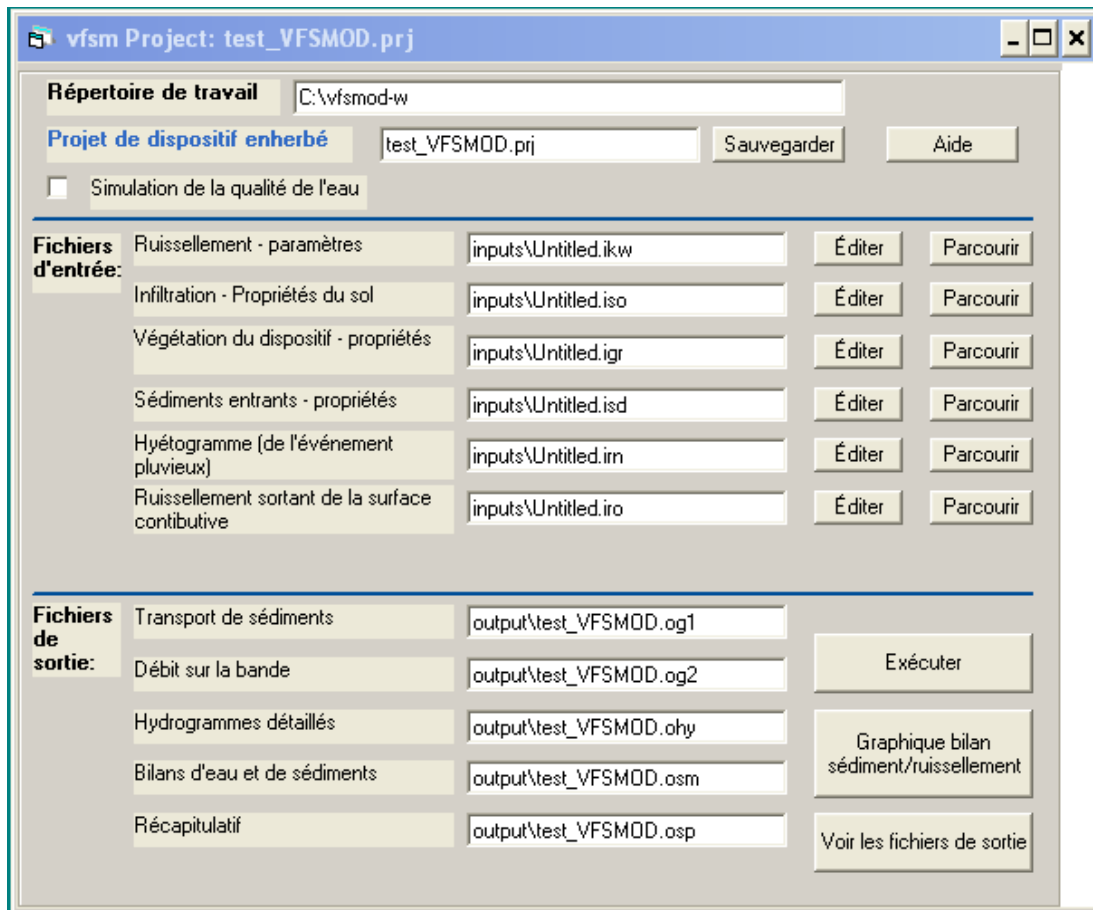 vfsm Project: test_VFSMOD.prj
Répertoire de travail C:\vfsmod-w
Projet de dispositif enherbé test_VFSMOD.prj Sauvegarder Aide
Simulation de la qualité de l'eau
Fichiers d'entrée:
Ruissellement - paramètres inputs\Untitled.ikw Éditer Parcourir
Infiltration - Propriétés du sol inputs\Untitled.iso Éditer Parcourir
Végétation du dispositif - propriétés inputs\Untitled.igr Éditer Parcourir
Sédiments entrants - propriétés inputs\Untitled.isd Éditer Parcourir
Hyétogramme (de l'événement
pluvieux) inputs\Untitled.irn Éditer Parcourir
Ruissellement sortant de la surface
contibutive inputs\Untitled.iro Éditer Parcourir
Fichiers
de
sortie:
Transport de sédiments output\test_VFSMOD.og1
Débit sur la bande output\test_VFSMOD.og2
Hydrogrammes détaillés output\test_VFSMOD.ohy
Bilans d'eau et de sédiments output\test_VFSMOD.osm
Récapitulatif output\test_VFSMOD.osp
Exécuter
Graphique bilan
sédiment/ruissellement
Voir les fichiers de sortie